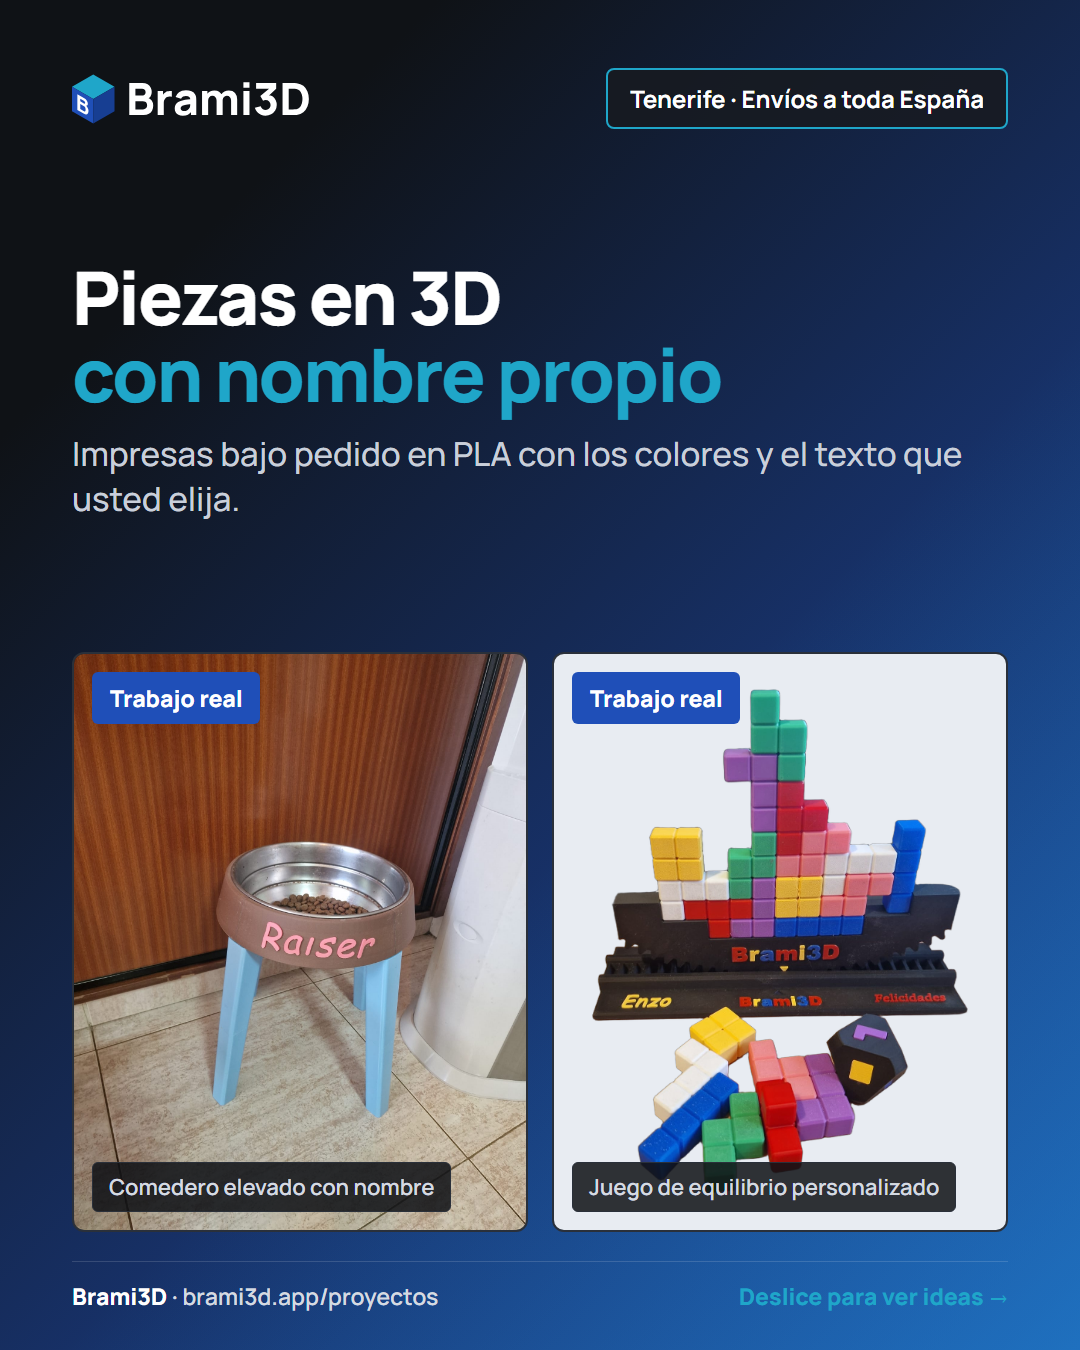 B
Brami3D
Tenerife · Envíos a toda España
Piezas en 3D
con nombre propio
Impresas bajo pedido en PLA con los colores y el texto que
usted elija.
Trabajo real
Raiser
Comedero elevado con nombre
Trabajo real
Brami3D
Enzo
Brami3D
Felicidades
Juego de equilibrio personalizado
Brami3D · brami3d.app/proyectos
Deslice para ver ideas →